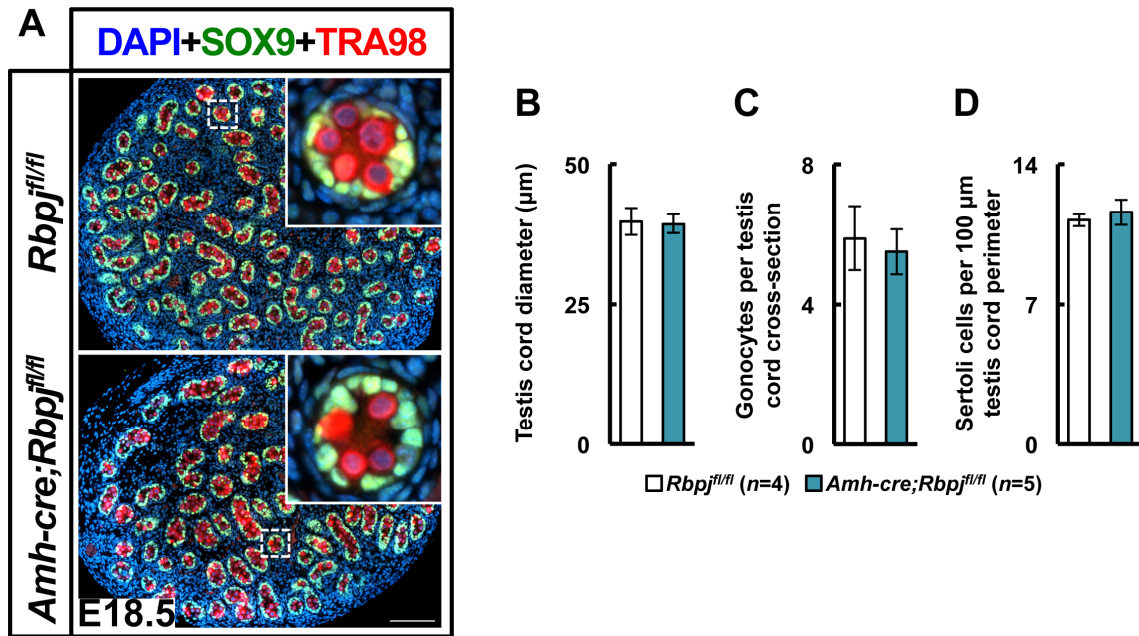 A
DAPI+SOX9+TRA98
Rbpjfl/fl
Amh-cre;Rbpjfl/fl
E18.5
B
Testis cord diameter (µm)
50
25
0
C
Gonocytes per testis
cord cross-section
8
4
0
D
Sertoli cells per 100 µm
testis cord perimeter
14
7
0
Rbpjfl/fl (n=4) Amh-cre;Rbpjfl/fl (n=5)